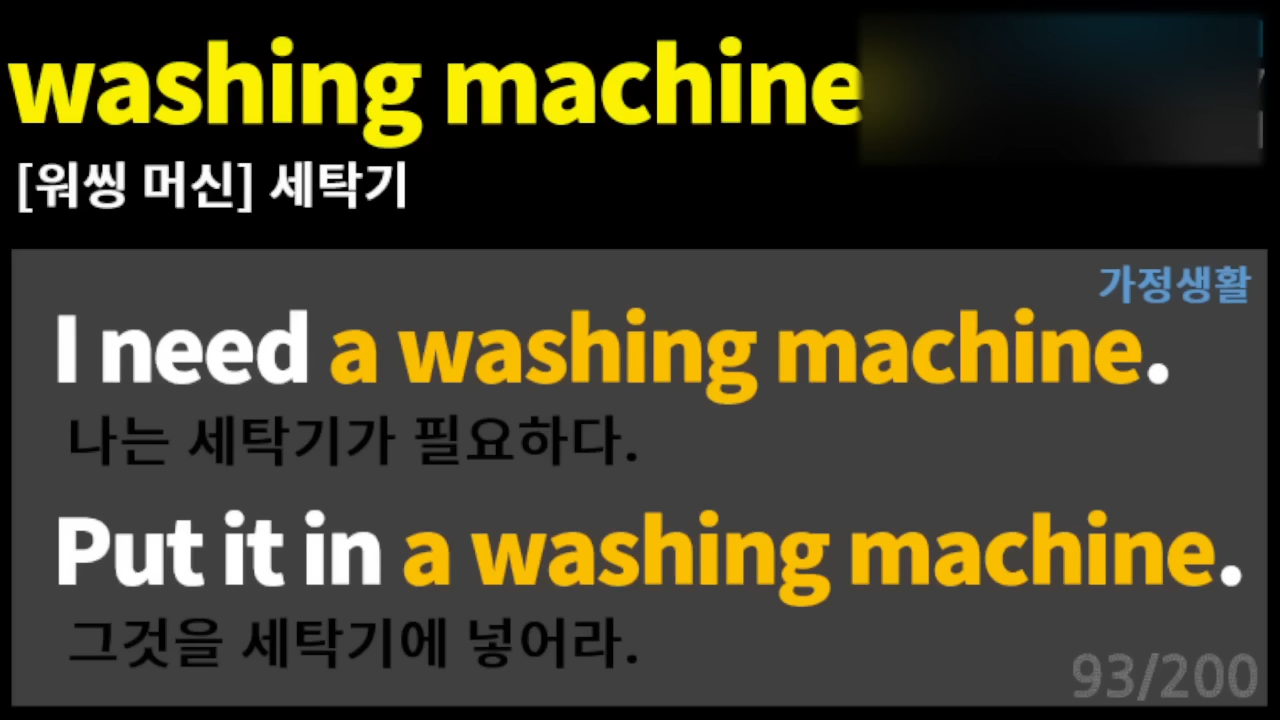 washing machine
[워씽 머신] 세탁기
가정생활
I need a washing machine.
나는 세탁기가 필요하다.
Put it in a washing machine.
그것을 세탁기에 넣어라.
93/200